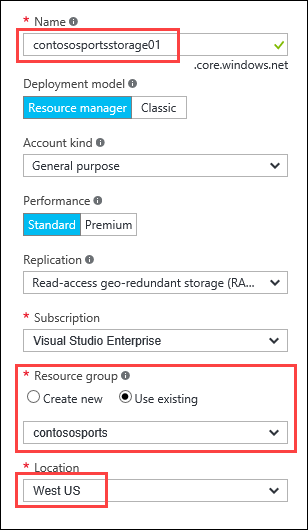 * Name
contososportsstorage01
.core.windows.net
Deployment model
Resource manager Classic
Account kind
General purpose
Performance
Standard Premium
Replication
Read-access geo-redundant storage (RA...
* Subscription
Visual Studio Enterprise
* Resource group
Create new Use existing
contososports
* Location
West US